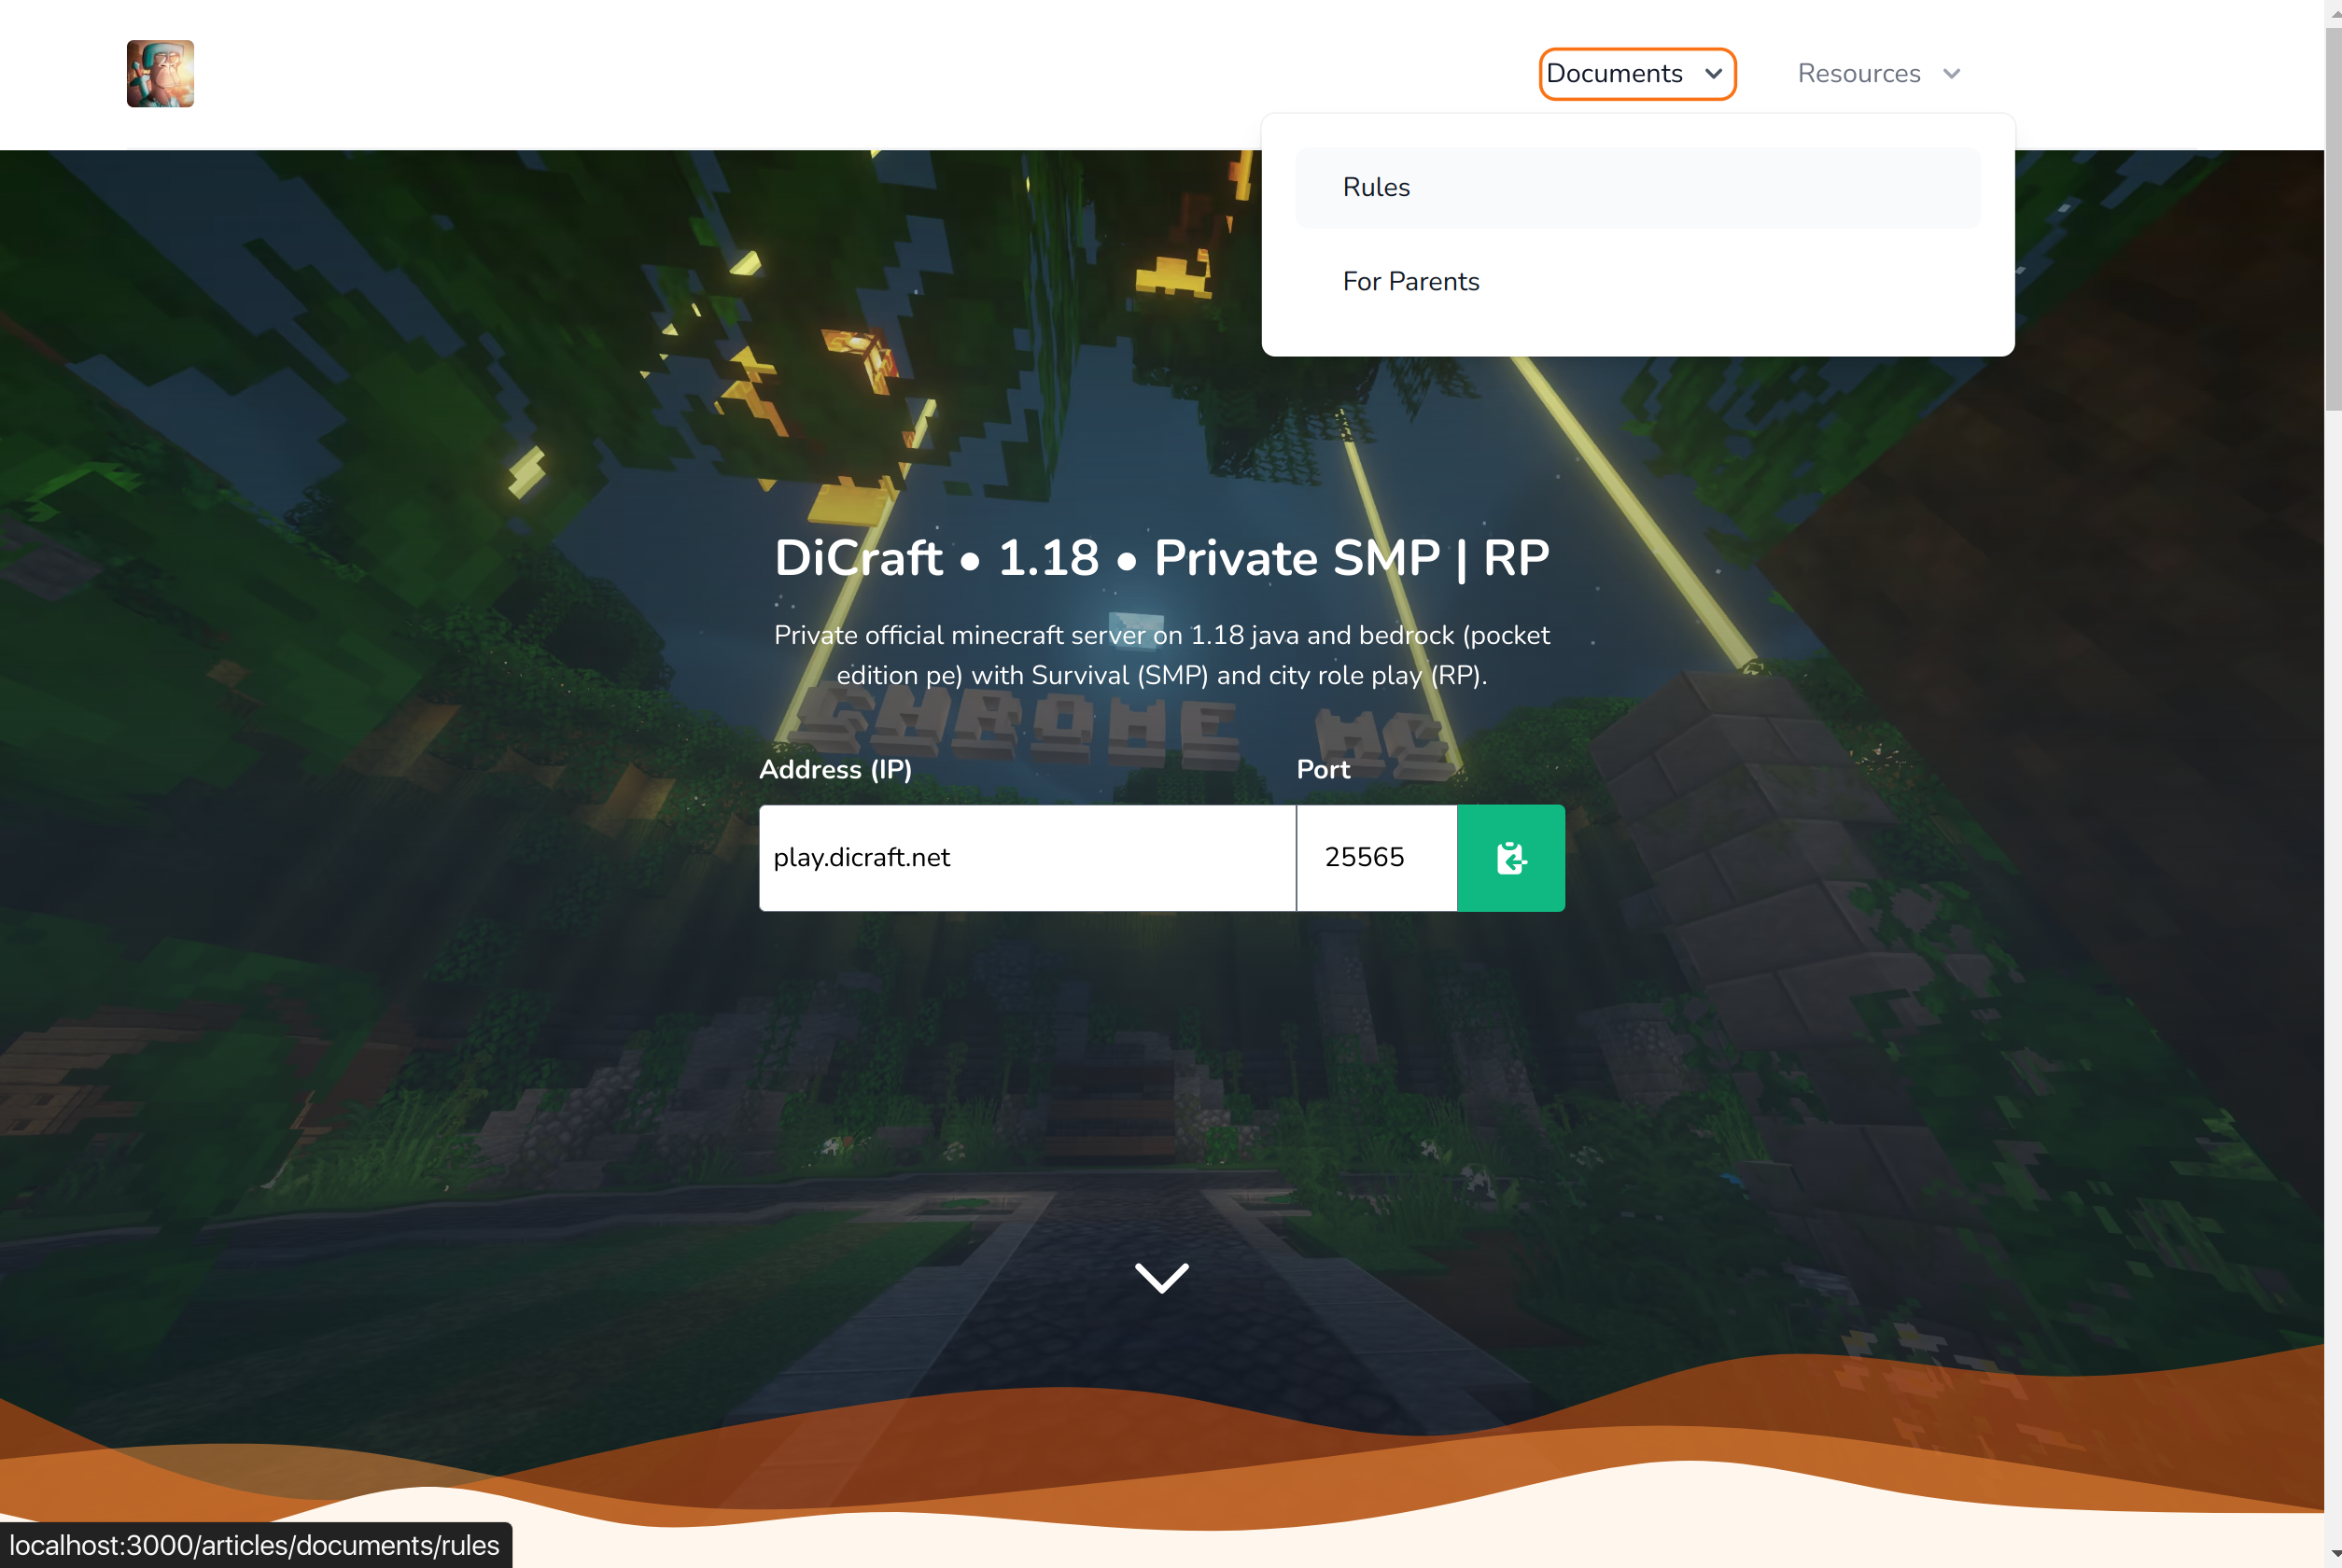 Documents
Resources
Rules
For Parents
DiCraft • 1.18 • Private SMP | RP
Private official minecraft server on 1.18 java and bedrock (pocket
edition pe) with Survival (SMP) and city role play (RP).
CHROME MC
Address (IP)
Port
play.dicraft.net
25565
localhost:3000/articles/documents/rules